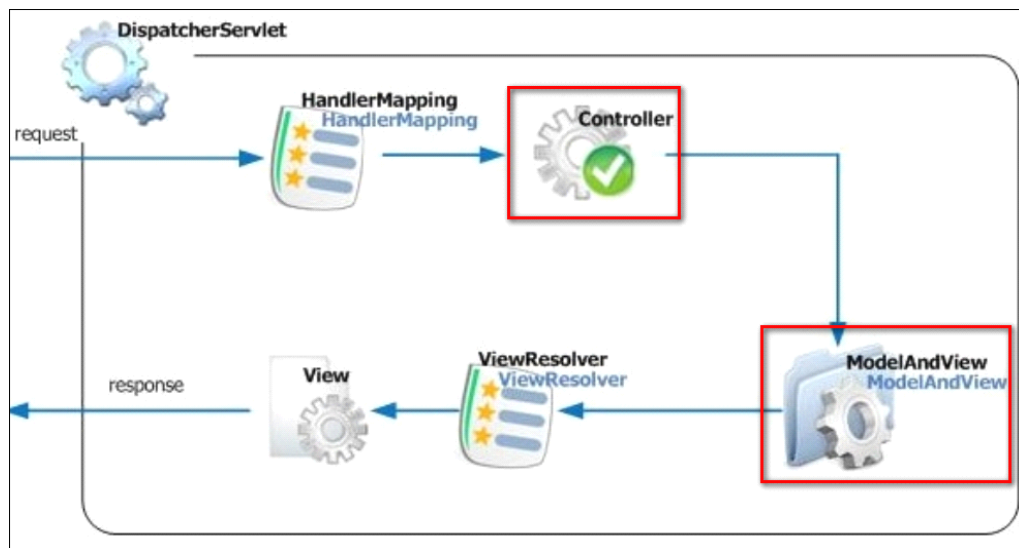 DispatcherServlet
HandlerMapping
HandlerMapping
Controller
request
ModelAndView
ModelAndView
ViewResolver
ViewResolver
View
response